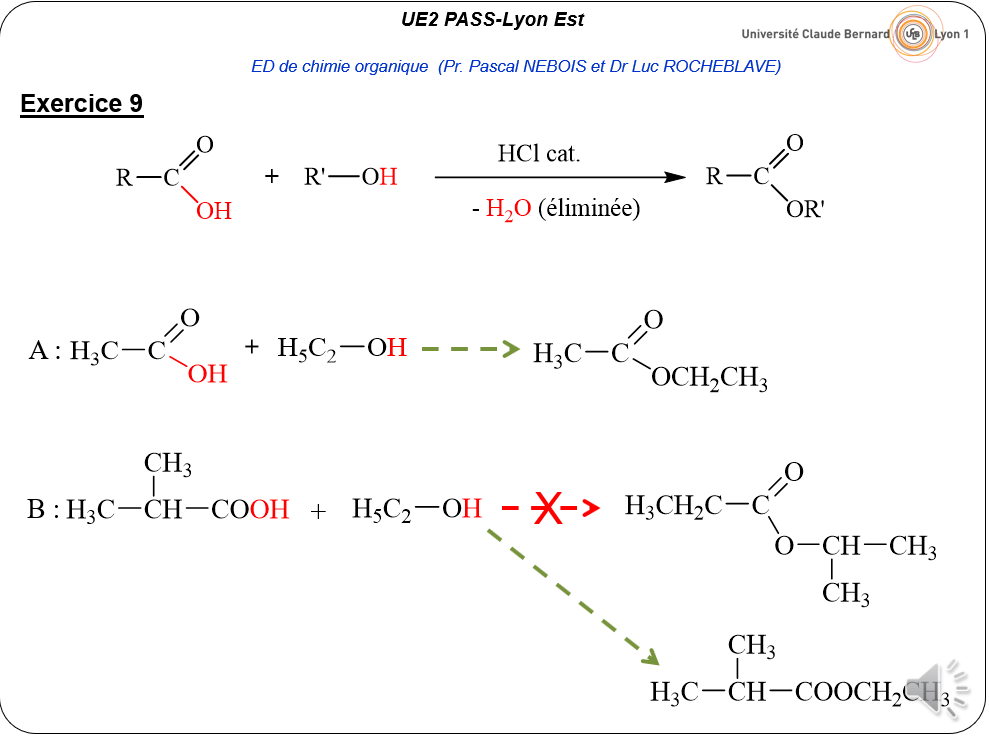 UE2 PASS-Lyon Est
Université Claude Bernard UCB Lyon 1
ED de chimie organique (Pr. Pascal NEBOIS et Dr Luc ROCHEBLAVE)
Exercice 9
R—C
O
OH
+
R'—OH
HCl cat.
- H₂O (éliminée)
R—C
O
OR'
A : H₃C—C
O
OH
+
H₅C₂—OH
H₃C—C
O
OCH₂CH₃
CH₃
B : H₃C—CH—COOH + H₅C₂—OH
X
H₃CH₂C—C
O
O—CH—CH₃
CH₃
CH₃
H₃C—CH—COOCH₂CH₃